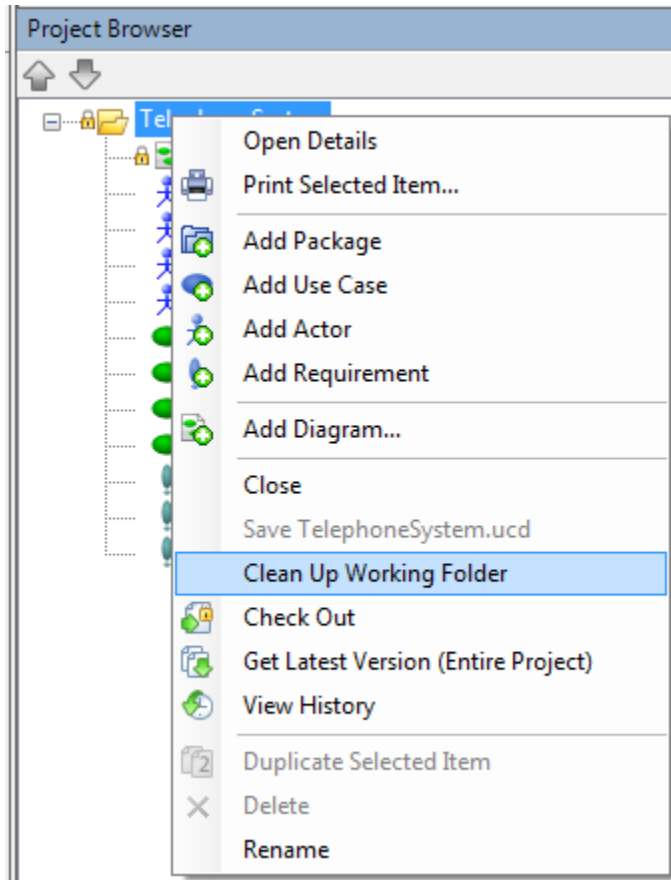 Project Browser
Open Details
Print Selected Item...
Add Package
Add Use Case
Add Actor
Add Requirement
Add Diagram...
Close
Save TelephoneSystem.ucd
Clean Up Working Folder
Check Out
Get Latest Version (Entire Project)
View History
Duplicate Selected Item
Delete
Rename